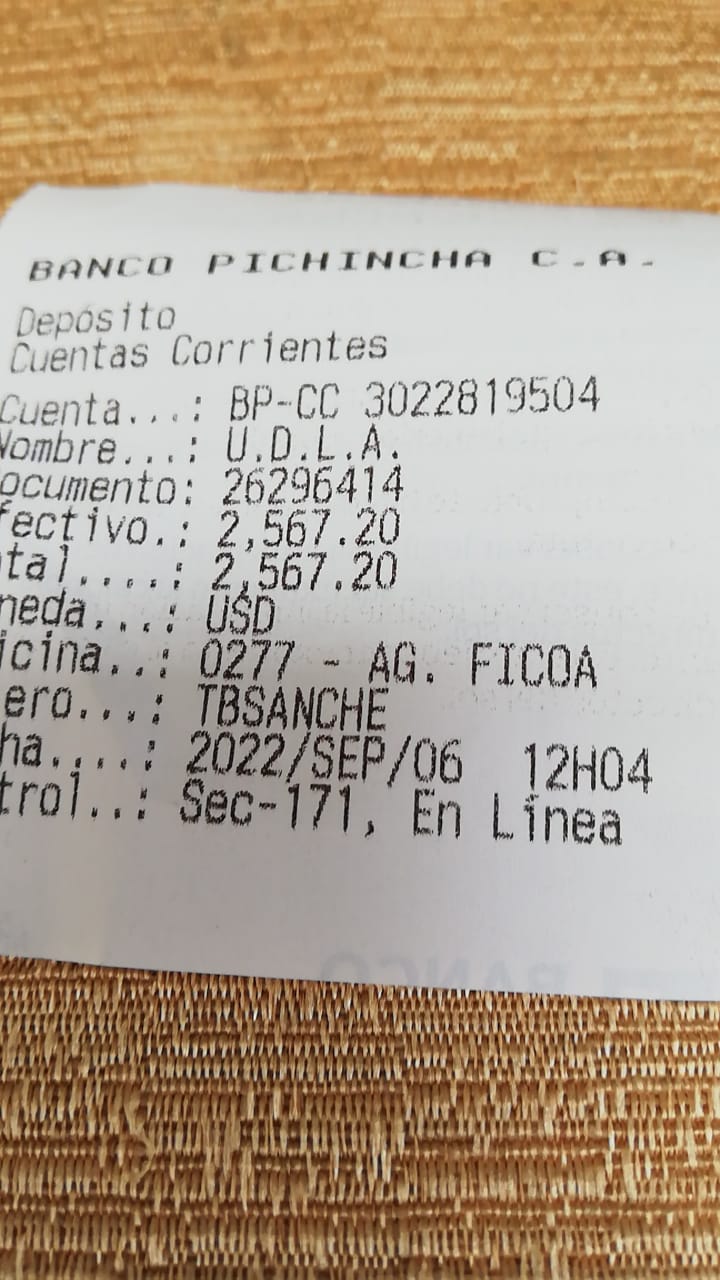 BANCO PICHINCHA C.A.
Depósito
Cuentas Corrientes
Cuenta...: BP-CC 3022819504
Nombre...: U.D.L.A.
ocumento: 26296414
fectivo.: 2,567.20
tal.....: 2,567.20
neda...: USD
icina..: 0277 - AG. FICOA
ero...: TBSANCHE
ha....: 2022/SEP/06 12H04
trol..: Sec-171, En Línea